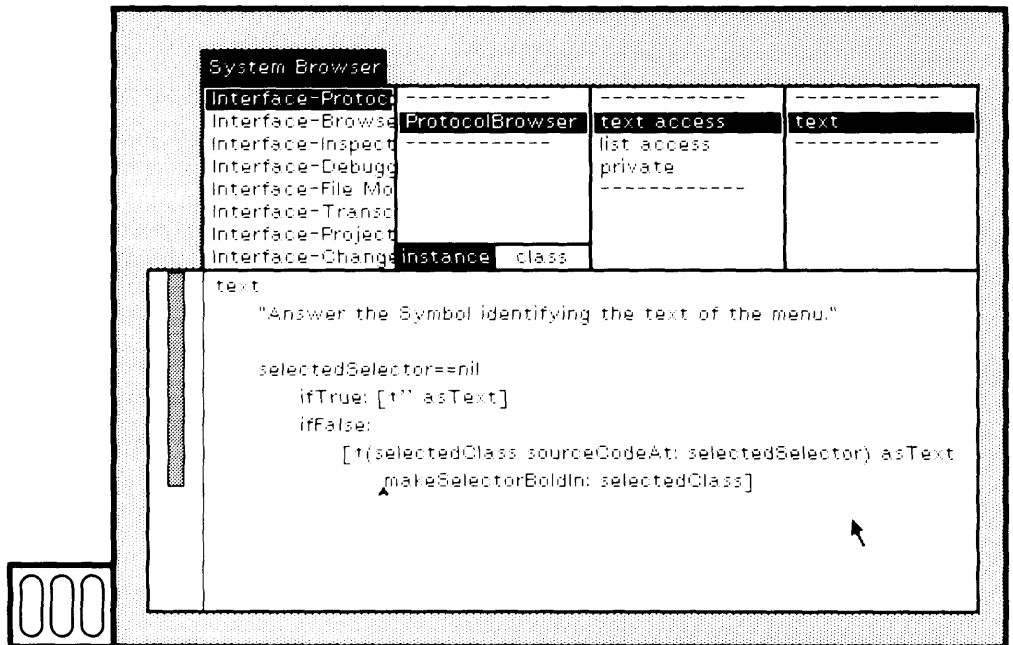 System Browser
Interface-Protoc
Interface-Browse
Interface-Inspect
Interface-Debugg
Interface-File Mo
Interface-Transc
Interface-Project
Interface-Change
------------
ProtocolBrowser
------------
instance class
------------
text access
list access
private
------------
------------
text
------------
text
"Answer the Symbol identifying the text of the menu."
selectedSelector==nil
ifTrue: [↑'' asText]
ifFalse:
[↑(selectedClass sourceCodeAt: selectedSelector) asText
makeSelectorBoldIn: selectedClass]